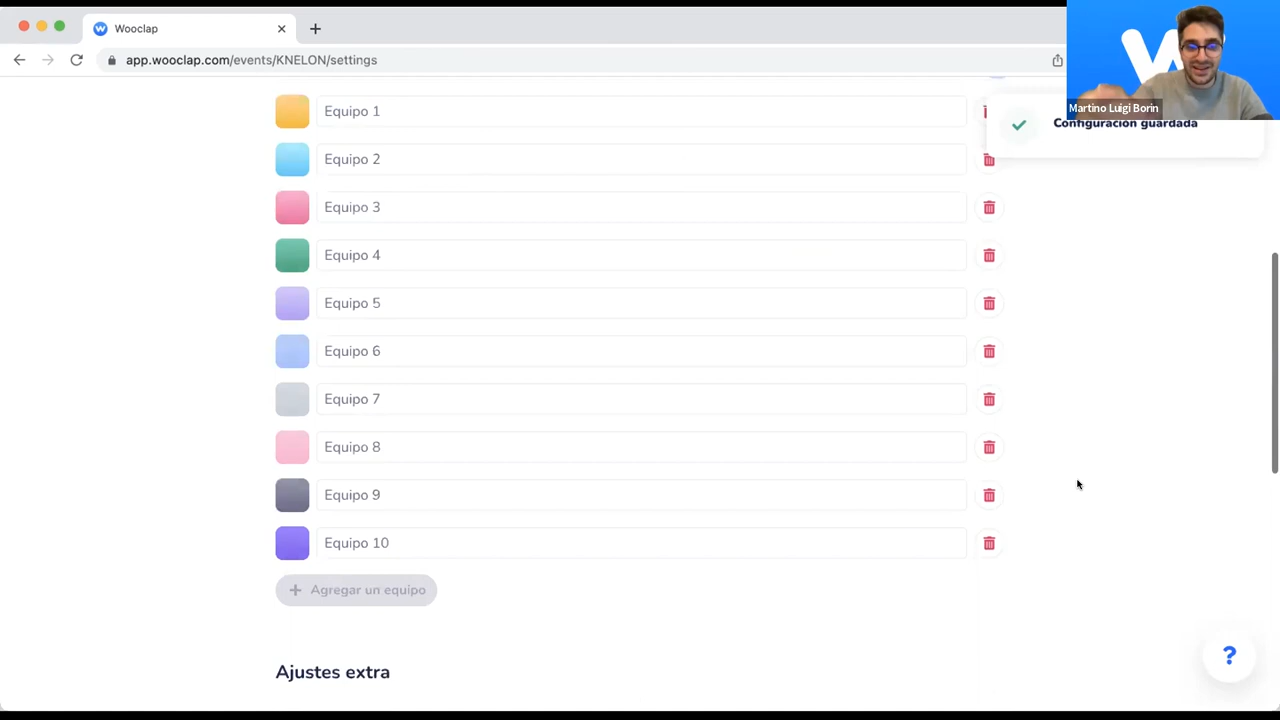 Wooclap
app.wooclap.com/events/KNELON/settings
Martino Luigi Borin
Configuración guardada
Equipo 1
Equipo 2
Equipo 3
Equipo 4
Equipo 5
Equipo 6
Equipo 7
Equipo 8
Equipo 9
Equipo 10
+ Agregar un equipo
Ajustes extra
?